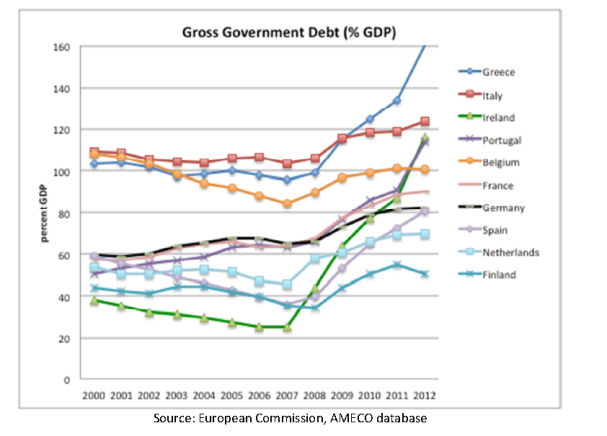 Gross Government Debt (% GDP)
percent GDP
160
140
120
100
80
60
40
20
0
2000 2001 2002 2003 2004 2005 2006 2007 2008 2009 2010 2011 2012
Greece
Italy
Ireland
Portugal
Belgium
France
Germany
Spain
Netherlands
Finland
Source: European Commission, AMECO database